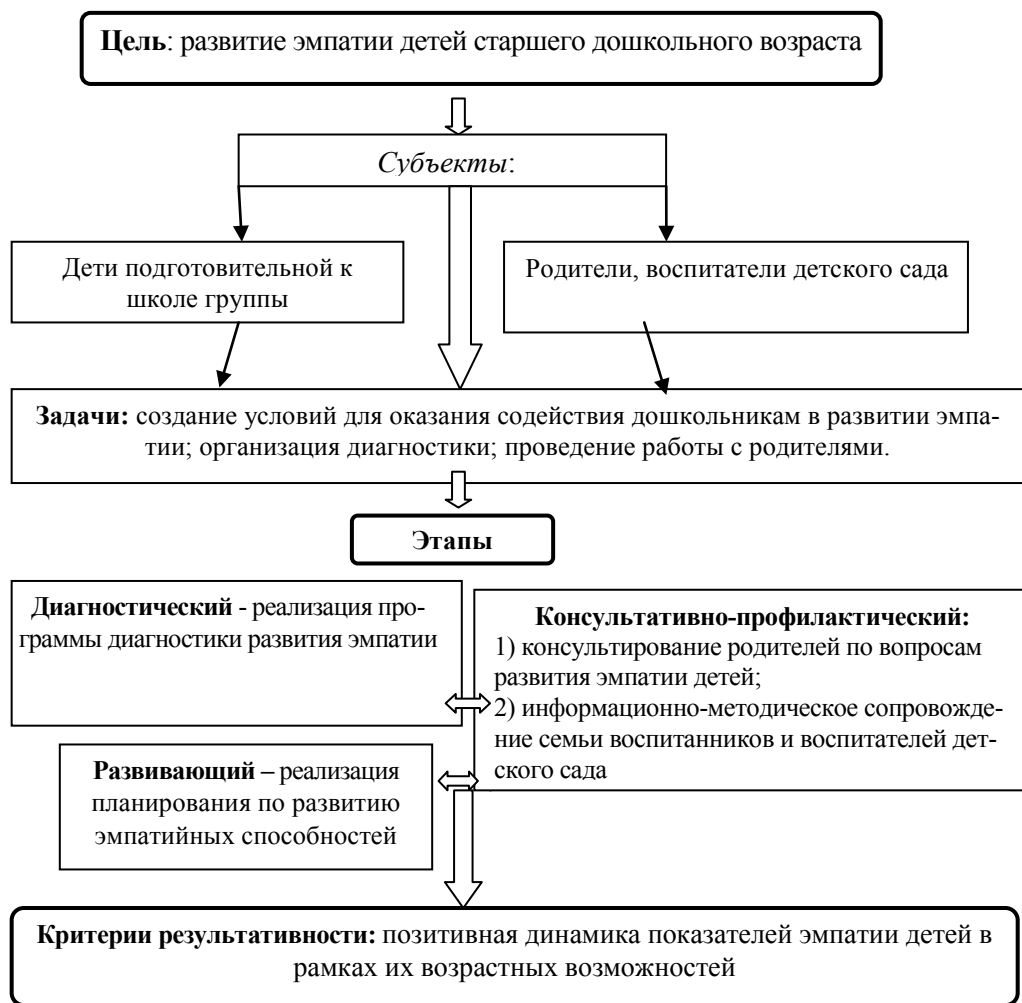 Цель: развитие эмпатии детей старшего дошкольного возраста
Субъекты:
Дети подготовительной к
школе группы
Родители, воспитатели детского сада
Задачи: создание условий для оказания содействия дошкольникам в развитии эмпа-
тии; организация диагностики; проведение работы с родителями.
Этапы
Диагностический - реализация про-
граммы диагностики развития эмпатии
Консультативно-профилактический:
1) консультирование родителей по вопросам
развития эмпатии детей;
2) информационно-методическое сопровожде-
ние семьи воспитанников и воспитателей дет-
ского сада
Развивающий – реализация
планирования по развитию
эмпатийных способностей
Критерии результативности: позитивная динамика показателей эмпатии детей в
рамках их возрастных возможностей